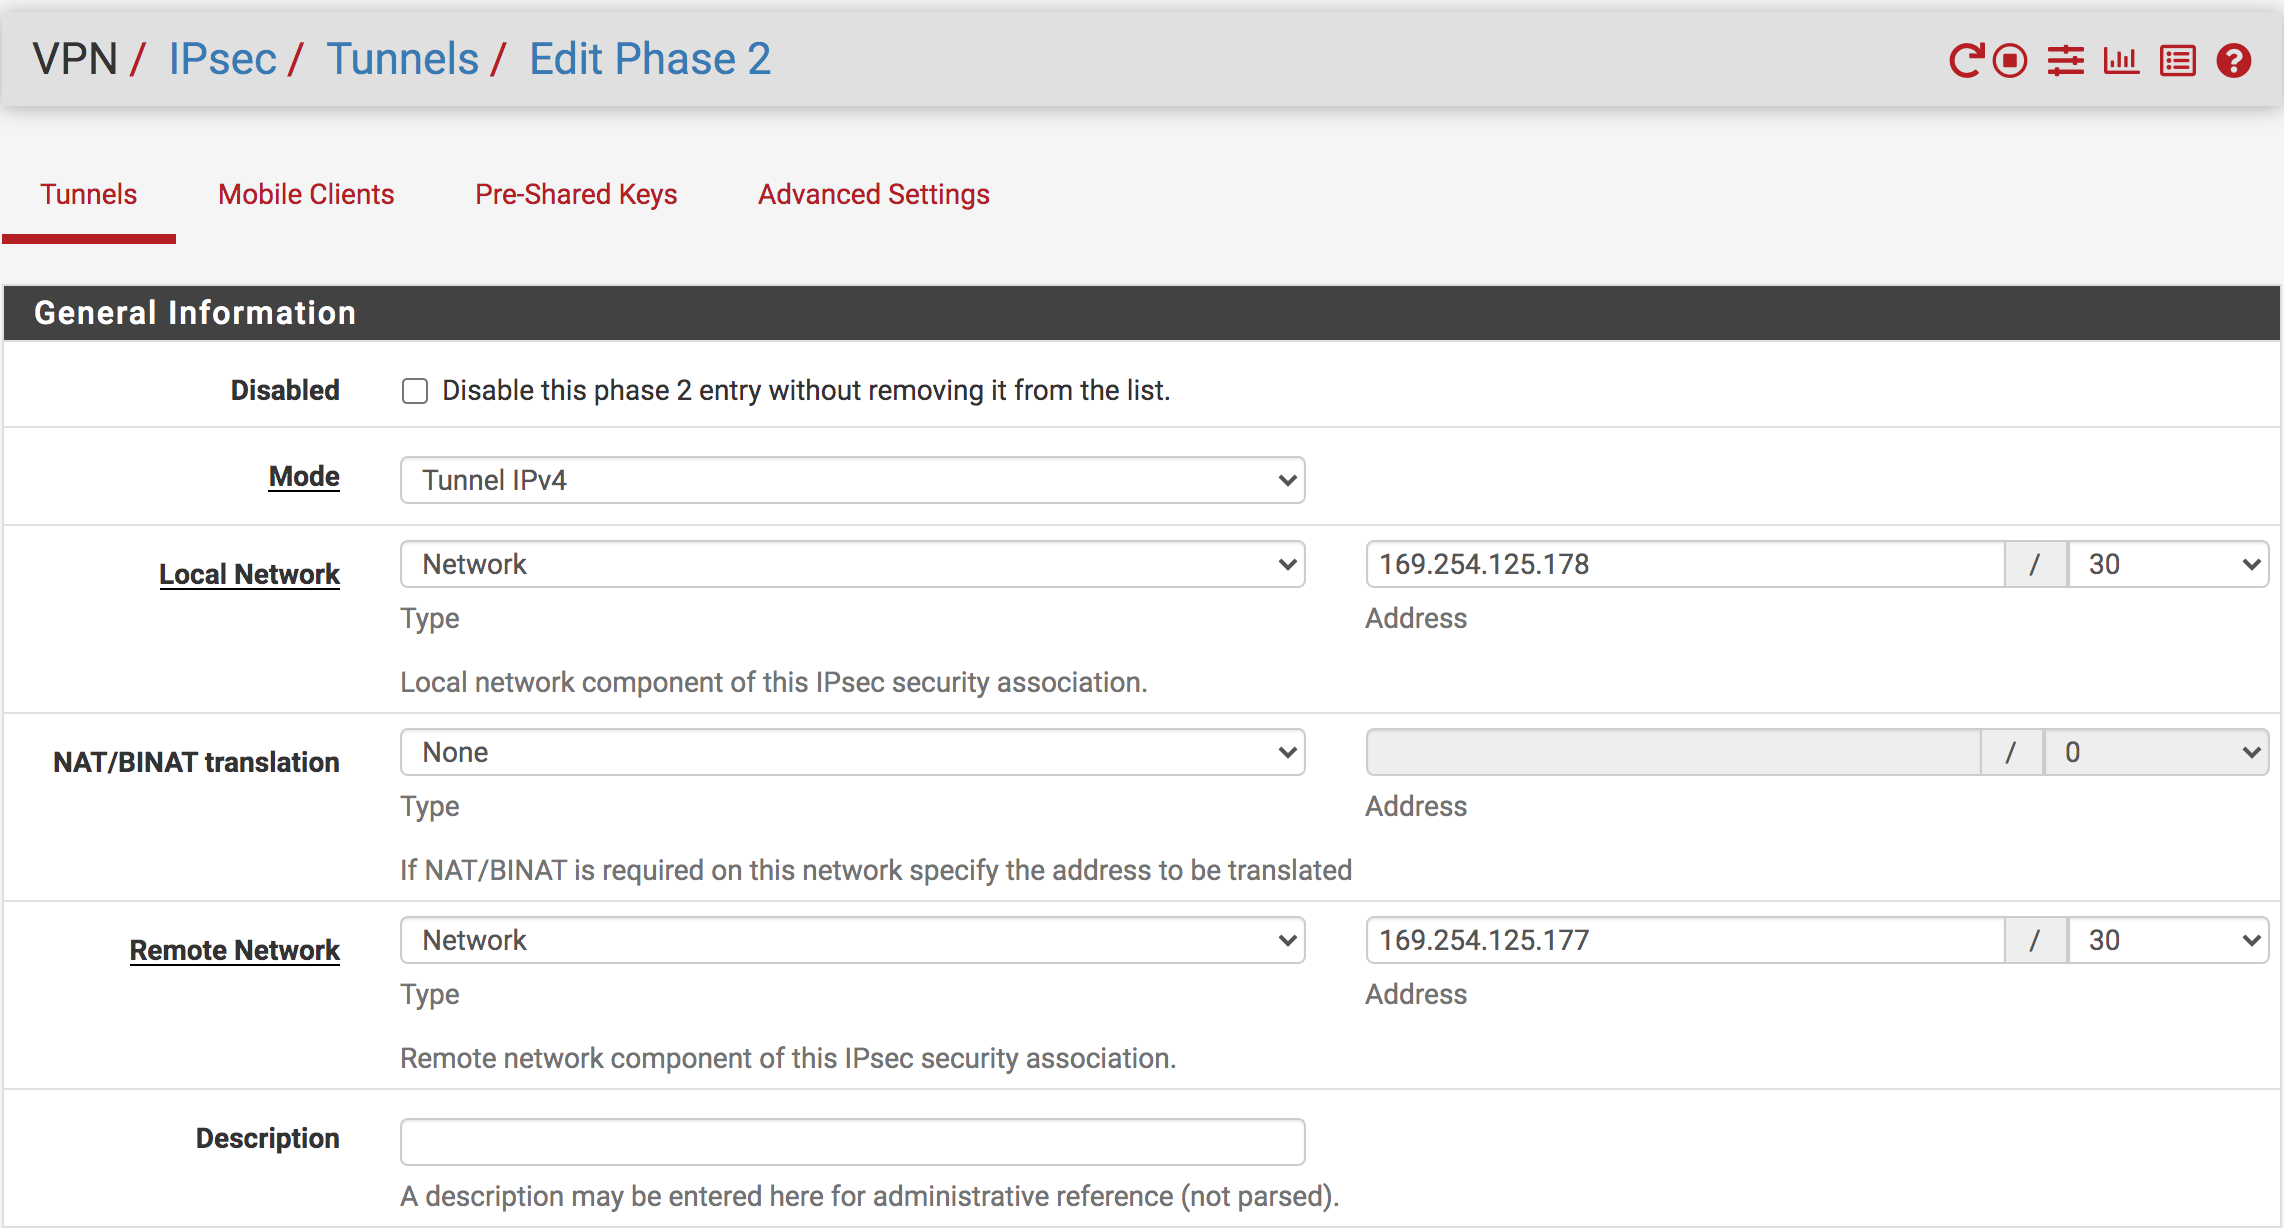 VPN / IPsec / Tunnels / Edit Phase 2
Tunnels Mobile Clients Pre-Shared Keys Advanced Settings
General Information
Disabled Disable this phase 2 entry without removing it from the list.
Mode Tunnel IPv4
Local Network Network 169.254.125.178 / 30
Type Address
Local network component of this IPsec security association.
NAT/BINAT translation None / 0
Type Address
If NAT/BINAT is required on this network specify the address to be translated
Remote Network Network 169.254.125.177 / 30
Type Address
Remote network component of this IPsec security association.
Description
A description may be entered here for administrative reference (not parsed).